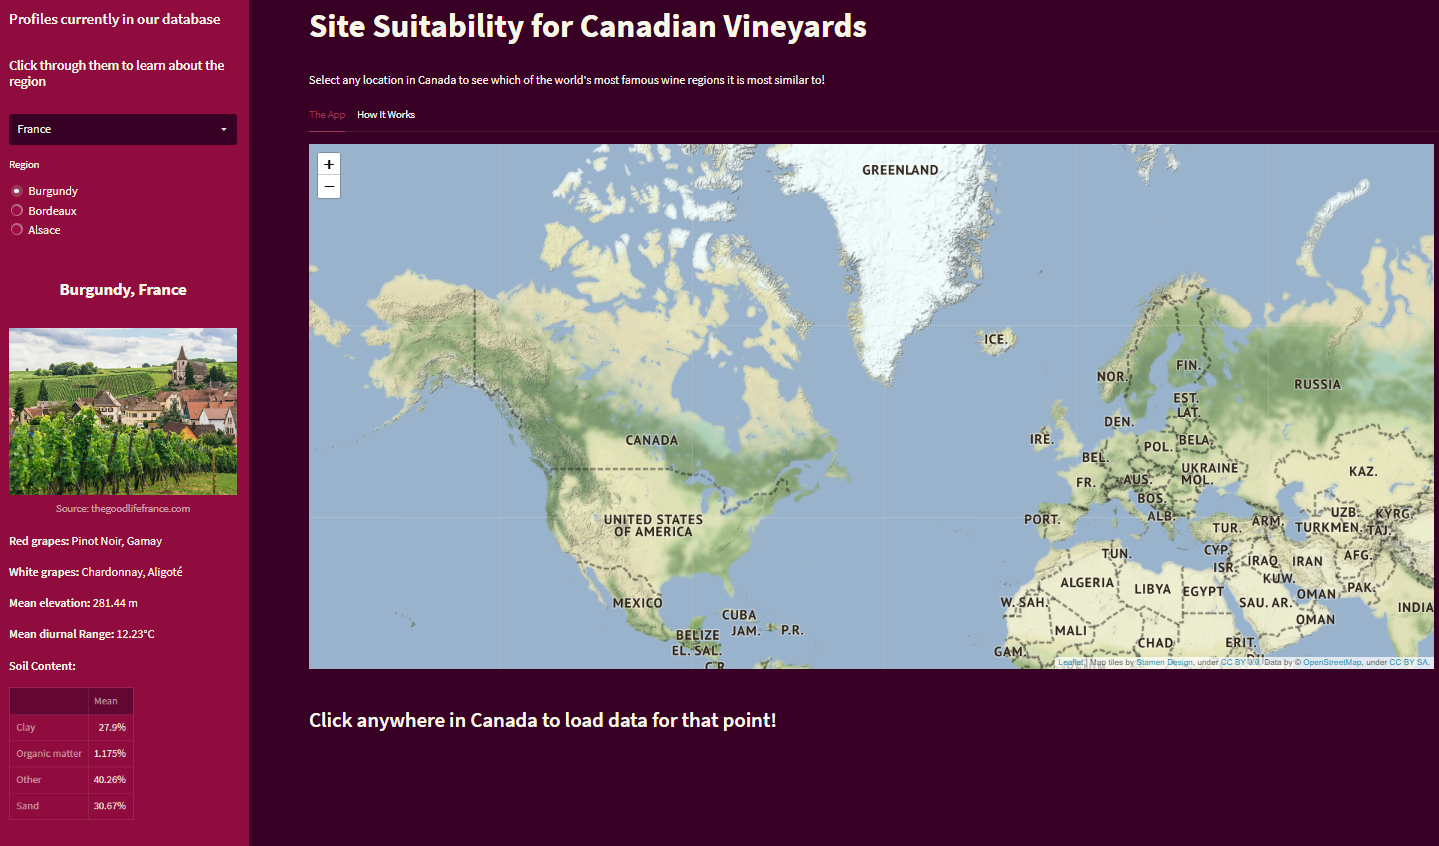 Profiles currently in our database
Click through them to learn about the
region
France
Region
Burgundy
Bordeaux
Alsace
Burgundy, France
Source: thegoodlifefrance.com
Red grapes: Pinot Noir, Gamay
White grapes: Chardonnay, Aligoté
Mean elevation: 281.44 m
Mean diurnal Range: 12.23°C
Soil Content:
Mean
Clay 27.9%
Organic matter 1.175%
Other 40.26%
Sand 30.67%
Site Suitability for Canadian Vineyards
Select any location in Canada to see which of the world's most famous wine regions it is most similar to!
The App How It Works
+
−
GREENLAND
ICE.
NOR.
FIN.
RUSSIA
EST.
LAT.
DEN.
CANADA
IRE.
POL.
BELA.
BEL.
UKRAINE
KAZ.
FR.
AUS.
MOL.
BOS.
UNITED STATES
OF AMERICA
PORT.
ALB.
TUR.
ARM.
UZB.
KYRG.
TURKMEN.
TAJ.
TUN.
CYP.
ISR.
IRAQ
IRAN
AFG.
KUW.
ALGERIA
LIBYA
EGYPT
PAK.
OMAN
MEXICO
CUBA
W. SAH.
SAU. AR.
INDIA
OMAN
BELIZE
JAM.
P.R.
MALI
EL. SAL.
CHAD
ERIT.
GAM.
C.R.
Leaflet | Map tiles by Stamen Design, under CC BY 3.0. Data by © OpenStreetMap, under CC BY SA.
Click anywhere in Canada to load data for that point!